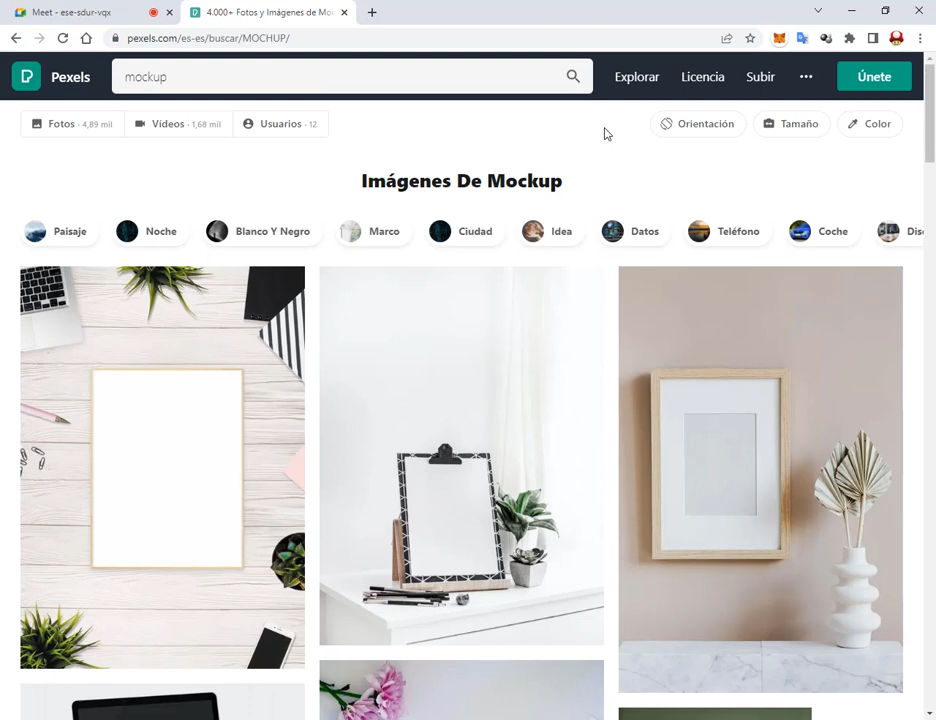 Meet - ese-sdur-vqx
4.000+ Fotos y Imágenes de Mo
pexels.com/es-es/buscar/MOCHUP/
Pexels
mockup
Explorar
Licencia
Subir
Únete
Fotos - 4,89 mil
Vídeos - 1,68 mil
Usuarios - 12
Orientación
Tamaño
Color
Imágenes De Mockup
Paisaje
Noche
Blanco Y Negro
Marco
Ciudad
Idea
Datos
Teléfono
Coche